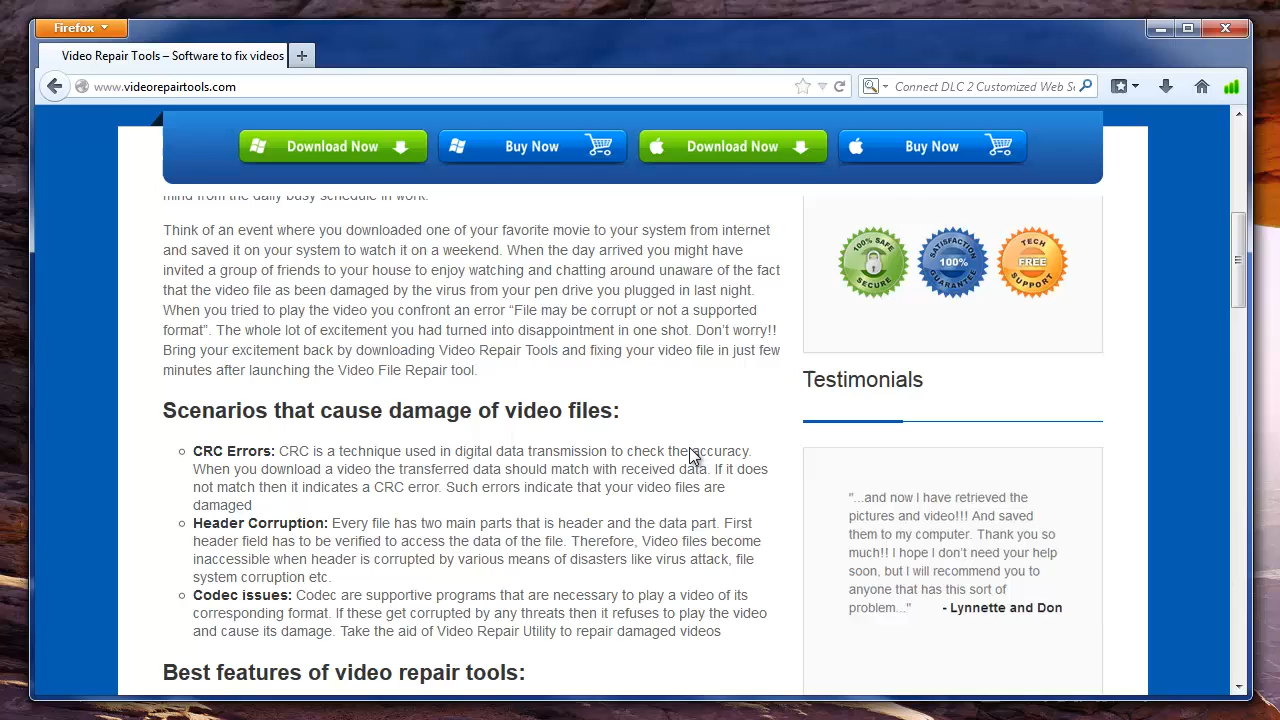 Firefox
Video Repair Tools – Software to fix videos
www.videorepairtools.com
Connect DLC 2 Customized Web Se
Download Now
Buy Now
Download Now
Buy Now
mind from the daily busy schedule in work.
Think of an event where you downloaded one of your favorite movie to your system from internet
and saved it on your system to watch it on a weekend. When the day arrived you might have
invited a group of friends to your house to enjoy watching and chatting around unaware of the fact
that the video file as been damaged by the virus from your pen drive you plugged in last night.
When you tried to play the video you confront an error “File may be corrupt or not a supported
format”. The whole lot of excitement you had turned into disappointment in one shot. Don’t worry!!
Bring your excitement back by downloading Video Repair Tools and fixing your video file in just few
minutes after launching the Video File Repair tool.
Scenarios that cause damage of video files:
CRC Errors: CRC is a technique used in digital data transmission to check the accuracy.
When you download a video the transferred data should match with received data. If it does
not match then it indicates a CRC error. Such errors indicate that your video files are
damaged
Header Corruption: Every file has two main parts that is header and the data part. First
header field has to be verified to access the data of the file. Therefore, Video files become
inaccessible when header is corrupted by various means of disasters like virus attack, file
system corruption etc.
Codec issues: Codec are supportive programs that are necessary to play a video of its
corresponding format. If these get corrupted by any threats then it refuses to play the video
and cause its damage. Take the aid of Video Repair Utility to repair damaged videos
Best features of video repair tools:
100% SAFE
SECURE
SATISFACTION
100%
GUARANTEE
TECH
FREE
SUPPORT
Testimonials
"...and now I have retrieved the
pictures and video!!! And saved
them to my computer. Thank you so
much!! I hope I don’t need your help
soon, but I will recommend you to
anyone that has this sort of
problem..." - Lynnette and Don